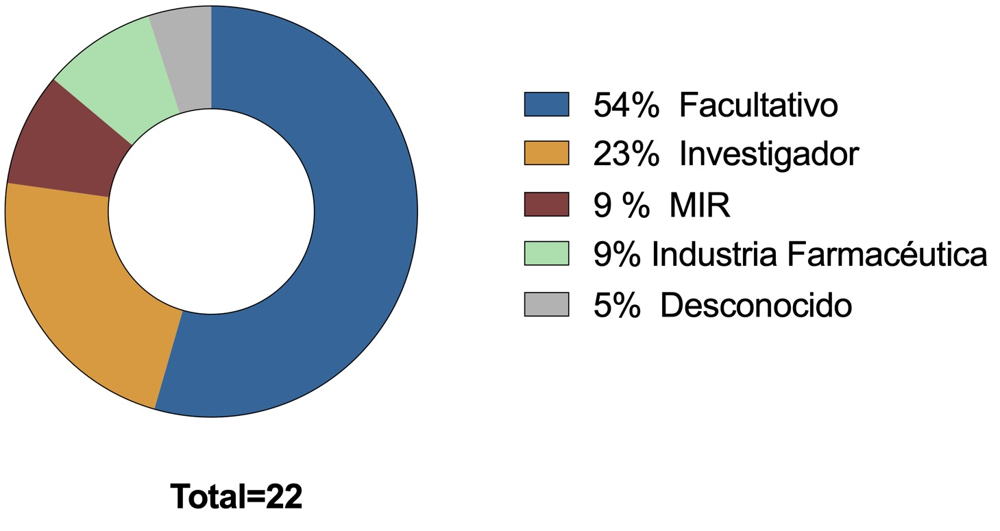 54% Facultativo
23% Investigador
9 % MIR
9% Industria Farmacéutica
5% Desconocido
Total=22